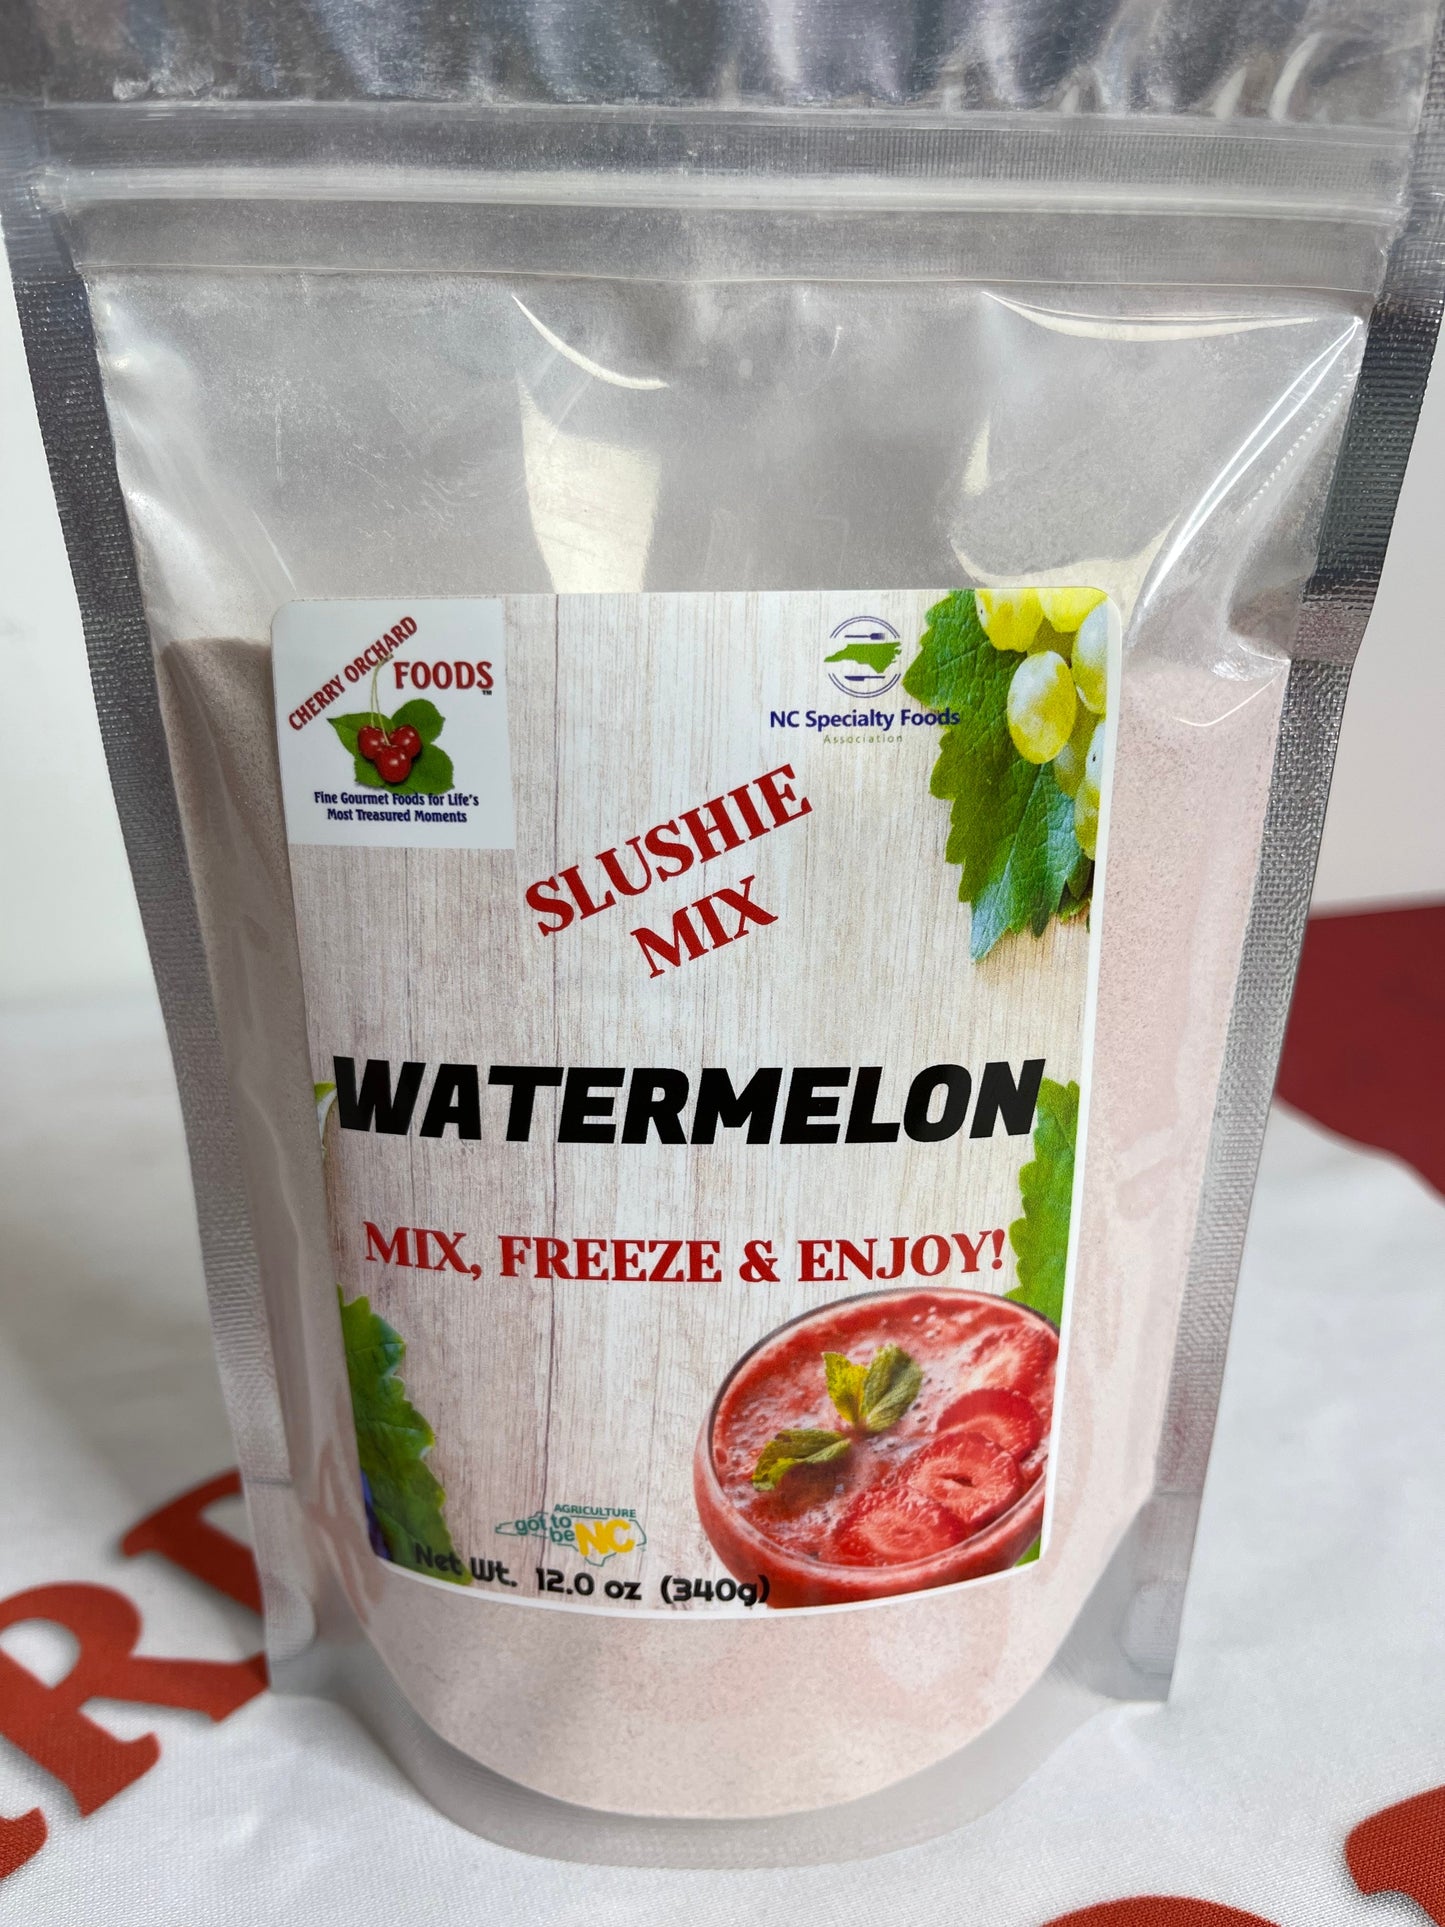 CHERRY ORCHARD
FOODS™
Fine Gourmet Foods for Life's
Most Treasured Moments
NC Specialty Foods
Association
SLUSHIE
MIX
WATERMELON
MIX, FREEZE & ENJOY!
AGRICULTURE
got to
be NC
Net Wt. 12.0 oz (340g)